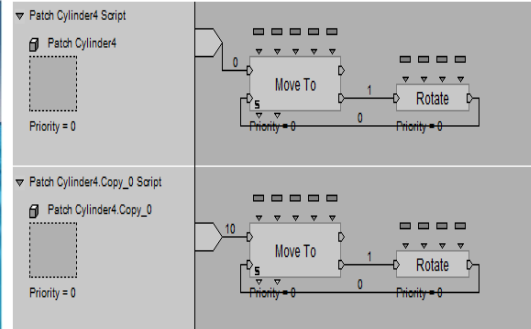 Patch Cylinder4 Script
Patch Cylinder4
Priority = 0
0
Move To
S
Priority = 0
1
0
Rotate
Priority = 0
Patch Cylinder4.Copy_0 Script
Patch Cylinder4.Copy_0
Priority = 0
10
Move To
S
Priority = 0
1
0
Rotate
Priority = 0